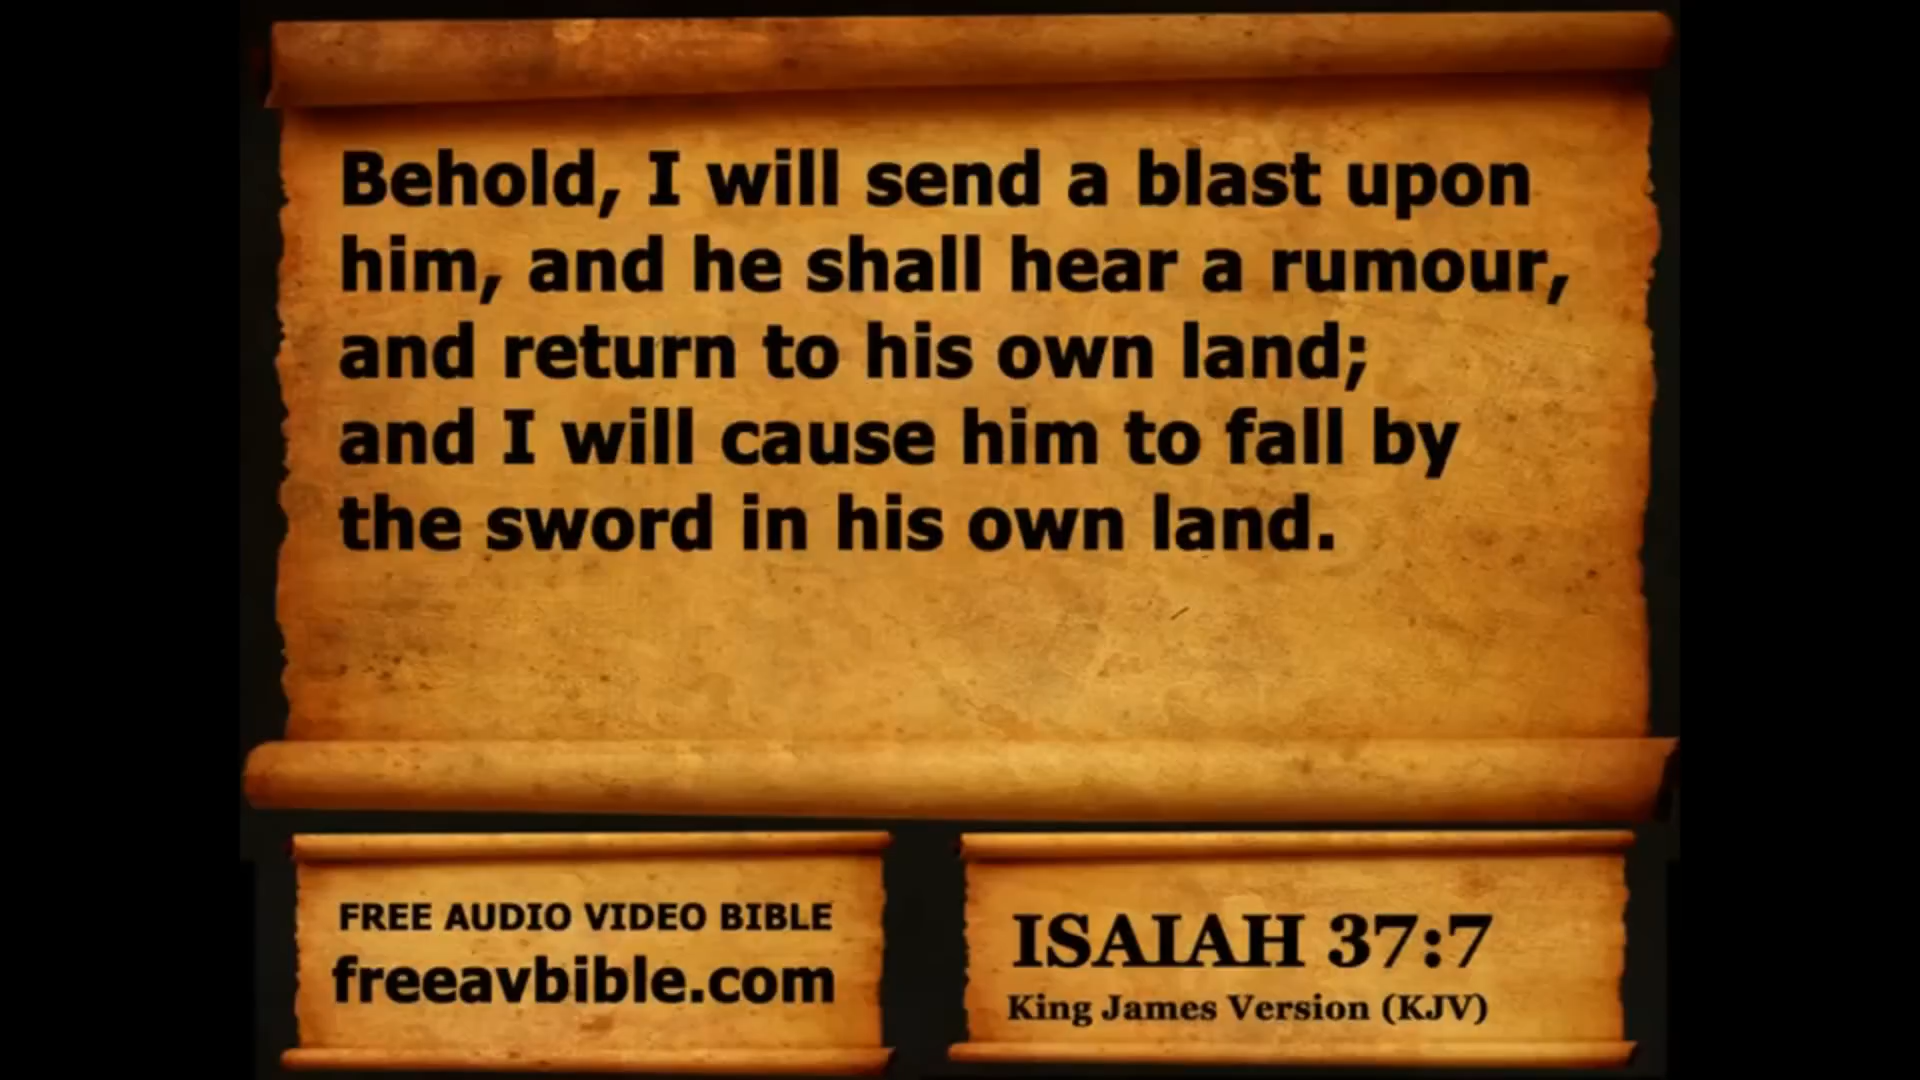 Behold, I will send a blast upon
him, and he shall hear a rumour,
and return to his own land;
and I will cause him to fall by
the sword in his own land.
FREE AUDIO VIDEO BIBLE
freeavbible.com
ISAIAH 37:7
King James Version (KJV)